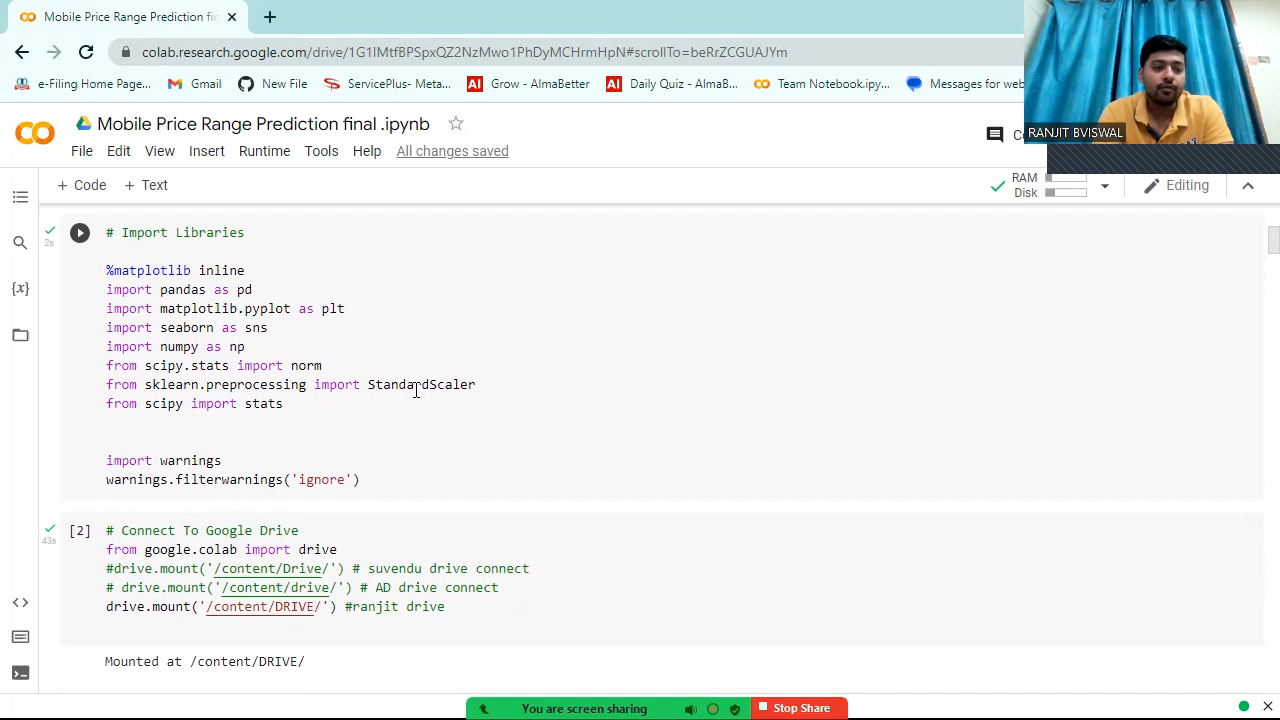 Mobile Price Range Prediction fin
colab.research.google.com/drive/1G1IMtfBPSpxQZ2NzMwo1PhDyMCHrmHpN#scrollTo=beRrZCGUAJYm
e-Filing Home Page...
Gmail
New File
ServicePlus- Meta...
Grow - AlmaBetter
Daily Quiz - AlmaB...
Team Notebook.ipy...
Messages for web
RANJIT BVISWAL
Mobile Price Range Prediction final .ipynb
File Edit View Insert Runtime Tools Help All changes saved
+ Code + Text
RAM
Disk
Editing
2s
# Import Libraries
%matplotlib inline
import pandas as pd
import matplotlib.pyplot as plt
import seaborn as sns
import numpy as np
from scipy.stats import norm
from sklearn.preprocessing import StandardScaler
from scipy import stats
import warnings
warnings.filterwarnings('ignore')
[2] # Connect To Google Drive
43s
from google.colab import drive
#drive.mount('/content/Drive/') # suvendu drive connect
# drive.mount('/content/drive/') # AD drive connect
drive.mount('/content/DRIVE/') #ranjit drive
Mounted at /content/DRIVE/
You are screen sharing
Stop Share